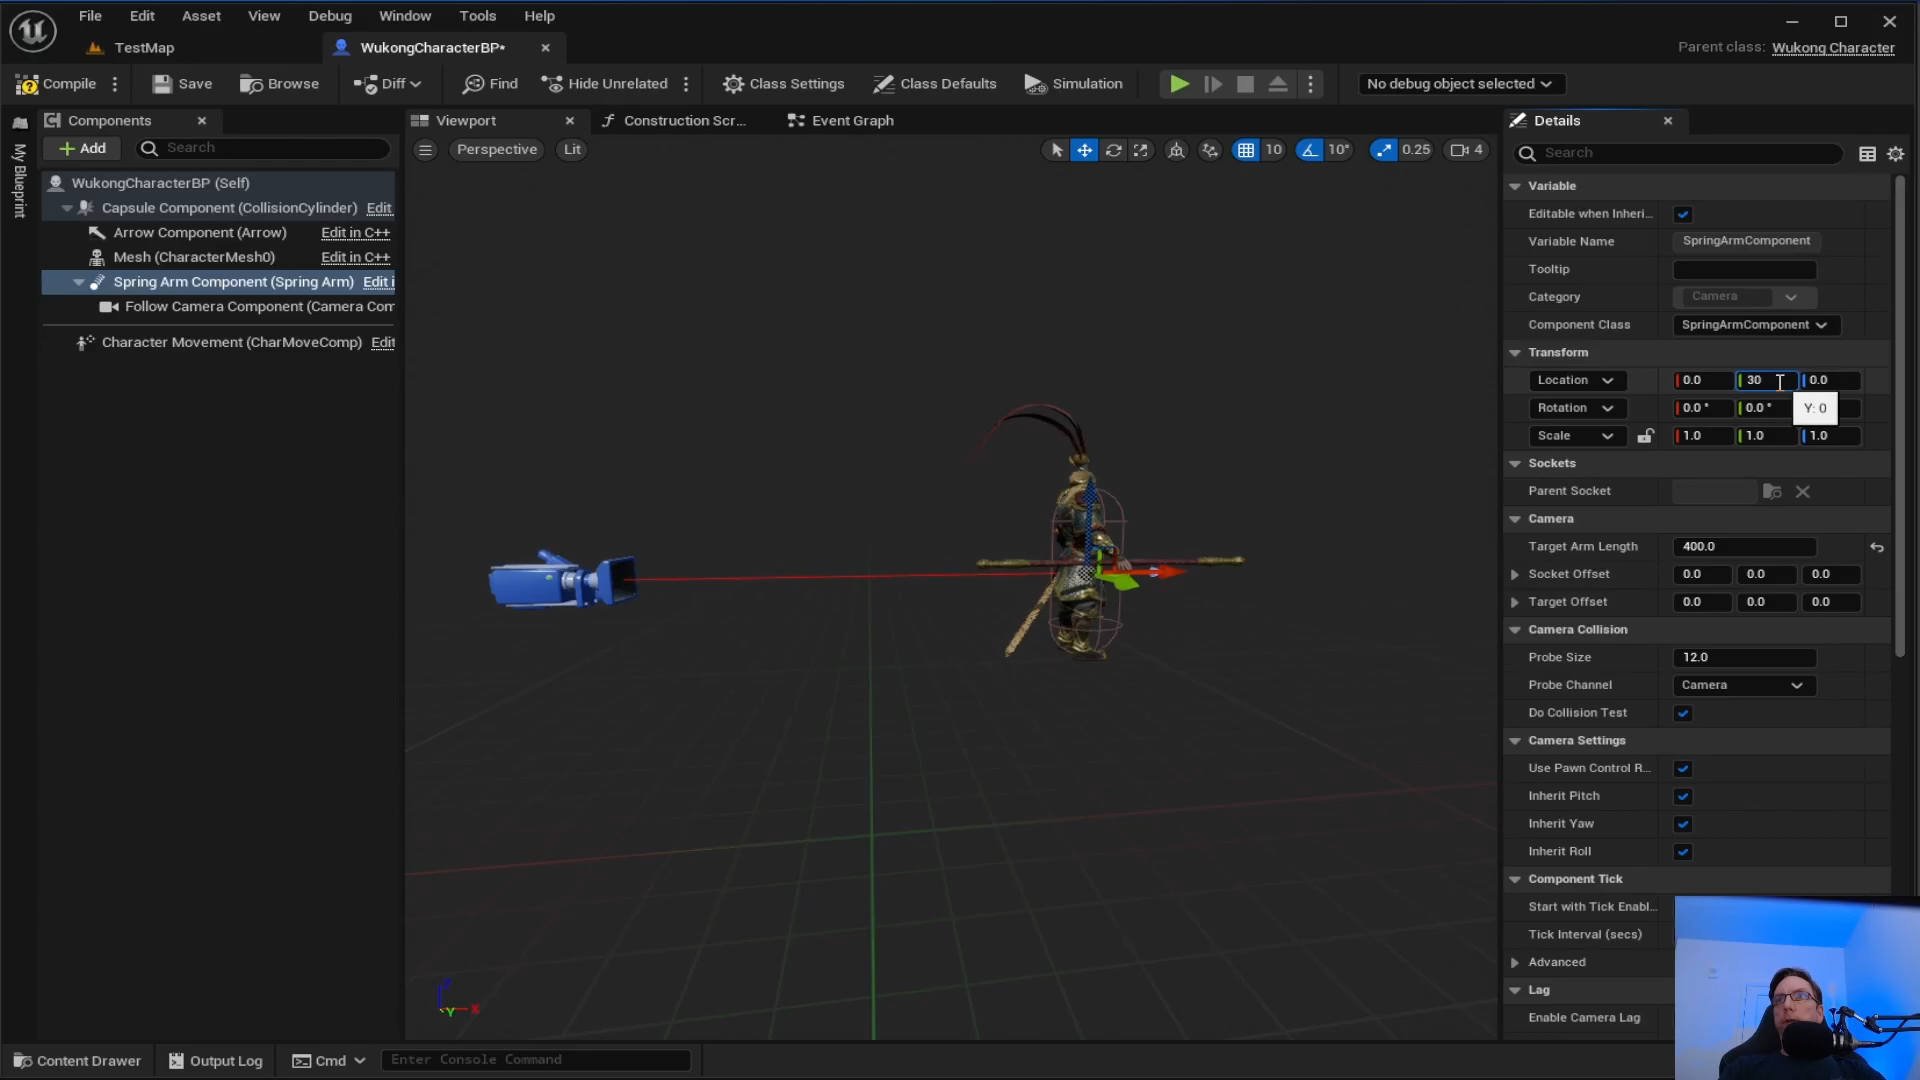 File Edit Asset View Debug Window Tools Help
TestMap WukongCharacterBP*
Parent class: Wukong Character
Compile Save Browse Diff Find Hide Unrelated Class Settings Class Defaults Simulation No debug object selected
Components
Add Search
My Blueprint
WukongCharacterBP (Self)
Capsule Component (CollisionCylinder) Edit
Arrow Component (Arrow) Edit in C++
Mesh (CharacterMesh0) Edit in C++
Spring Arm Component (Spring Arm) Edit i
Follow Camera Component (Camera Com
Character Movement (CharMoveComp) Edit
Viewport Construction Scr... Event Graph
Perspective Lit 10 10° 0.25 4
X
Y
Details
Search
Variable
Editable when Inheri...
Variable Name SpringArmComponent
Tooltip
Category Camera
Component Class SpringArmComponent
Transform
Location 0.0 30 0.0
Rotation 0.0 ° 0.0 °
Y: 0
Scale 1.0 1.0 1.0
Sockets
Parent Socket
Camera
Target Arm Length 400.0
Socket Offset 0.0 0.0 0.0
Target Offset 0.0 0.0 0.0
Camera Collision
Probe Size 12.0
Probe Channel Camera
Do Collision Test
Camera Settings
Use Pawn Control R...
Inherit Pitch
Inherit Yaw
Inherit Roll
Component Tick
Start with Tick Enabl...
Tick Interval (secs)
Advanced
Lag
Enable Camera Lag
Content Drawer Output Log Cmd Enter Console Command